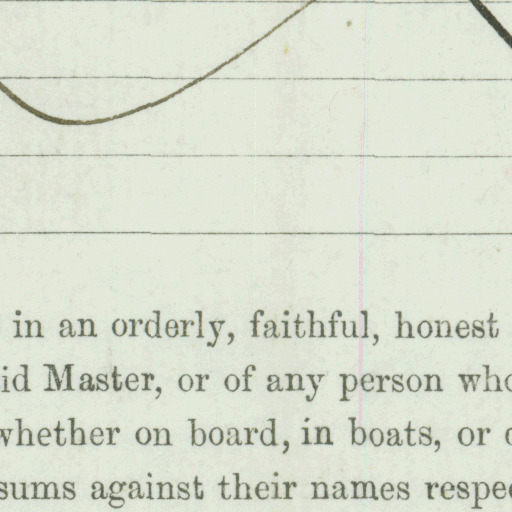 in an orderly, faithful, honest
id Master, or of any person who
whether on board, in boats, or
sums against their names respe